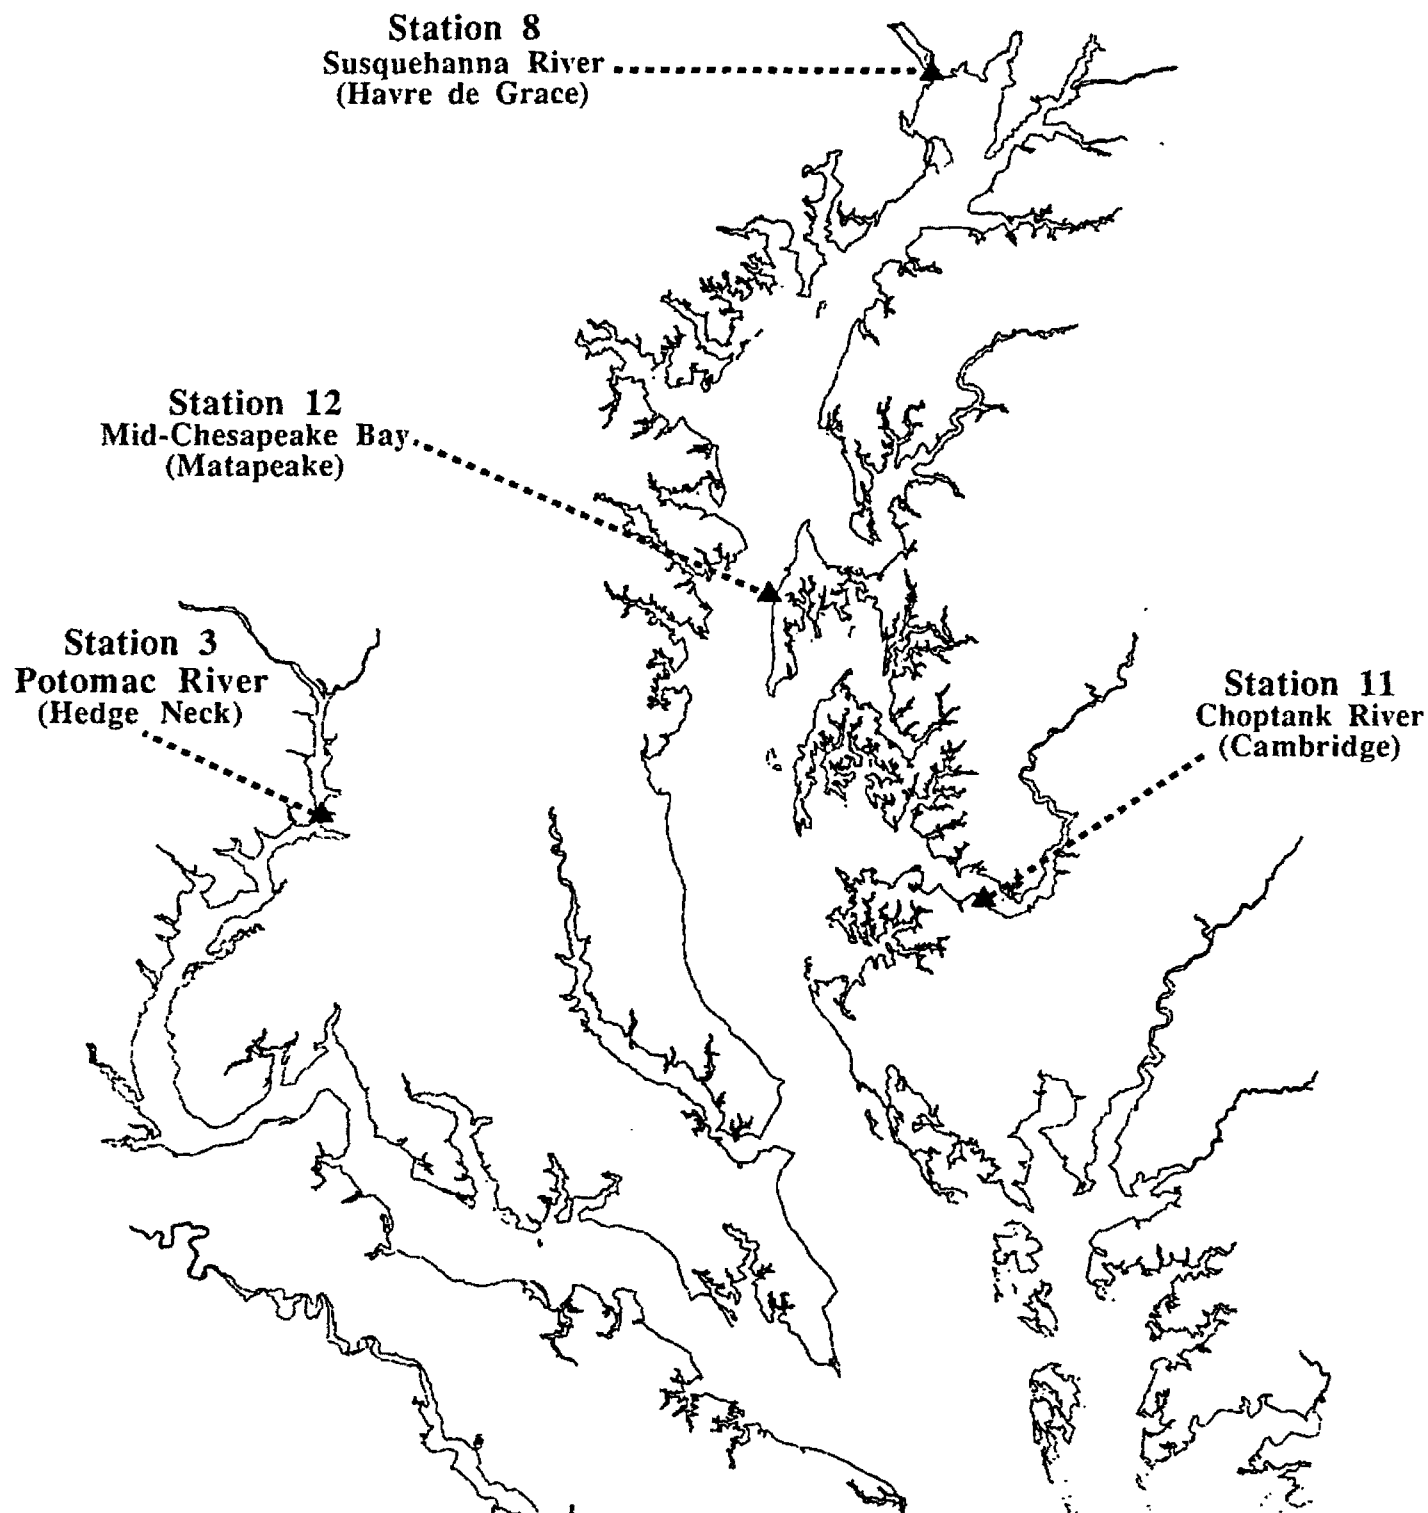 Station 8
Susquehanna River
(Havre de Grace)
Station 12
Mid-Chesapeake Bay
(Matapeake)
Station 3
Potomac River
(Hedge Neck)
Station 11
Choptank River
(Cambridge)